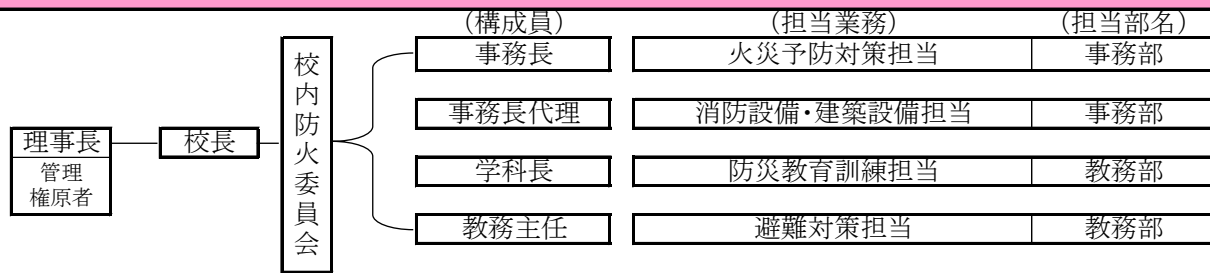 (構成員) (担当業務) (担当部名)
事務長 火災予防対策担当 事務部
事務長代理 消防設備・建築設備担当 事務部
理事長
管理
権原者
校長
校内防火委員会
学科長 防災教育訓練担当 教務部
教務主任 避難対策担当 教務部